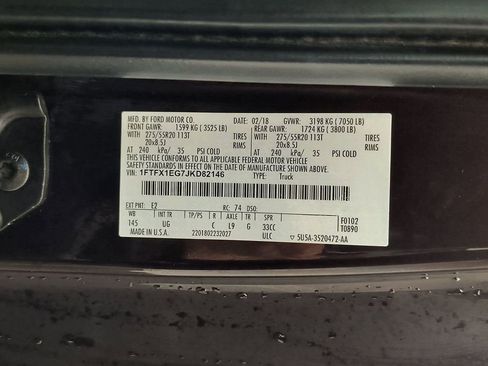 MFD. BY FORD MOTOR CO. DATE: 02/18 GVWR: 3198 KG ( 7050 LB)
FRONT GAWR: 1599 KG ( 3525 LB) REAR GAWR: 1724 KG ( 3800 LB)
WITH 275/55R20 113T TIRES WITH 275/55R20 113T TIRES
20x8.5J RIMS 20x8.5J RIMS
AT 240 kPa/ 35 PSI COLD AT 240 kPa/ 35 PSI COLD
THIS VEHICLE CONFORMS TO ALL APPLICABLE FEDERAL MOTOR VEHICLE
SAFETY STANDARDS IN EFFECT ON THE DATE OF MANUFACTURE SHOWN ABOVE.
VIN: 1FTFX1EG7JKD82146 TYPE: Truck
EXT PNT: E2 RC: 74 DSO: F0102
WB INT TR TP/PS R AXLE TR SPR T0890
145 UG C L9 G 33CC
MADE IN U.S.A. 2201802232027 ULC 5U5A-3520472-AA